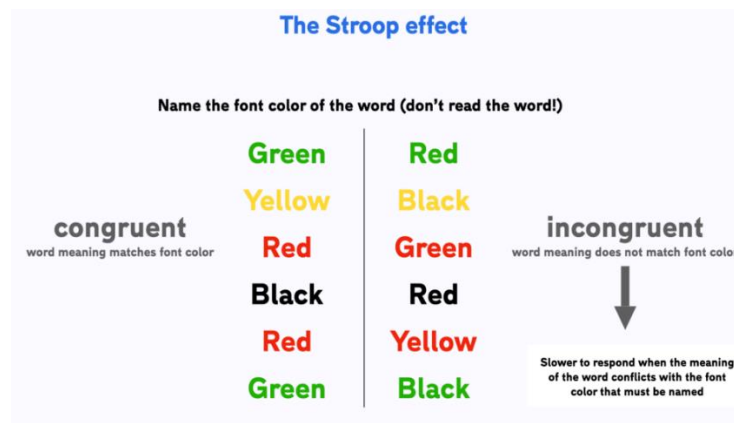 The Stroop effect
Name the font color of the word (don't read the word!)
congruent
word meaning matches font color
Green
Yellow
Red
Black
Red
Green
Red
Black
Green
Red
Yellow
Black
incongruent
word meaning does not match font colo
Slower to respond when the meaning
of the word conflicts with the font
color that must be named